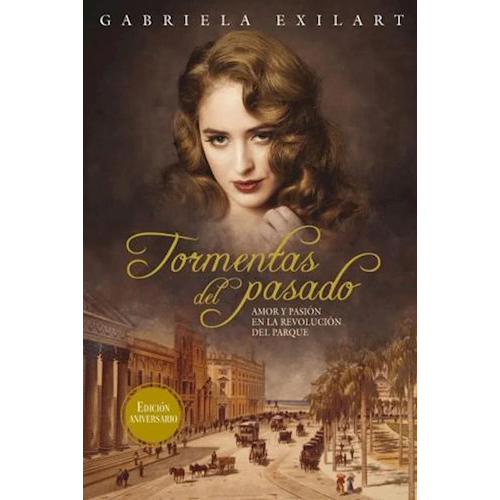 GABRIELA EXILART
Tormentas
del pasado
AMOR Y PASIÓN
EN LA REVOLUCIÓN
DEL PARQUE
EDICIÓN
ANIVERSARIO